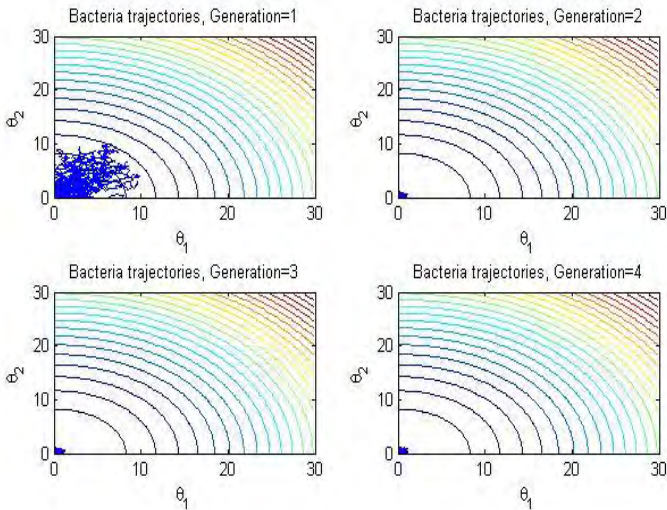 Bacteria trajectories, Generation=1
30
20
10
0
θ2
0 10 20 30
θ1
Bacteria trajectories, Generation=2
30
20
10
0
θ2
0 10 20 30
θ1
Bacteria trajectories, Generation=3
30
20
10
0
θ2
0 10 20 30
θ1
Bacteria trajectories, Generation=4
30
20
10
0
θ2
0 10 20 30
θ1